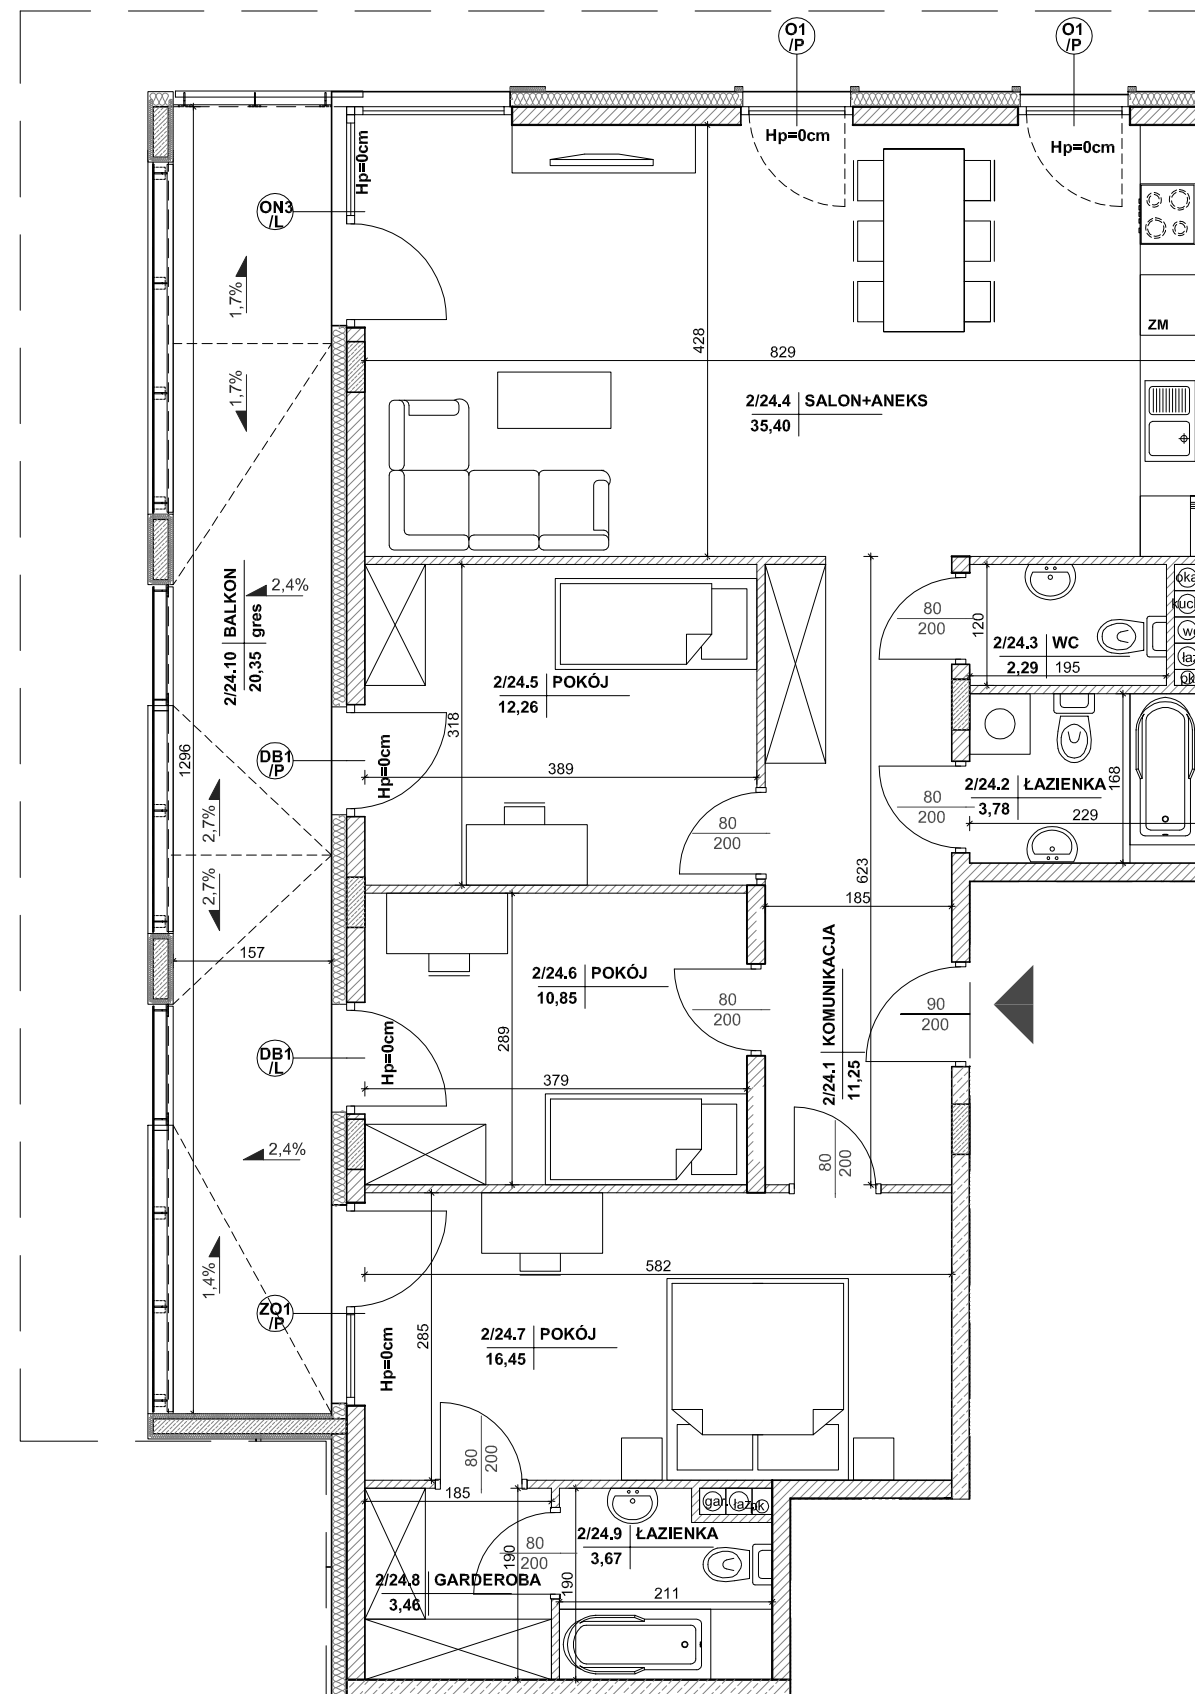 O1
/P
O1
/P
Hp=0cm
Hp=0cm
Hp=0cm
ON3
/L
1,7%
1,7%
ZM
428
829
2/24.4 SALON+ANEKS
35,40
2/24.10 BALKON
20,35 gres
2,4%
1296
80
200
120
2/24.3 WC
2,29 195
2/24.5 POKÓJ
12,26
318
389
DB1
/P
Hp=0cm
2,7%
2,7%
80
200
80
200
2/24.2 ŁAZIENKA
3,78
168
229
623
185
157
2/24.6 POKÓJ
10,85
289
379
80
200
2/24.1 KOMUNIKACJA
11,25
90
200
DB1
/L
Hp=0cm
2,4%
80
200
1,4%
ZO1
/P
Hp=0cm
582
285
2/24.7 POKÓJ
16,45
80
200
185
gar.
łaz.
pk
80
200
190
190
2/24.9 ŁAZIENKA
3,67
2/24.8 GARDEROBA
3,46
211